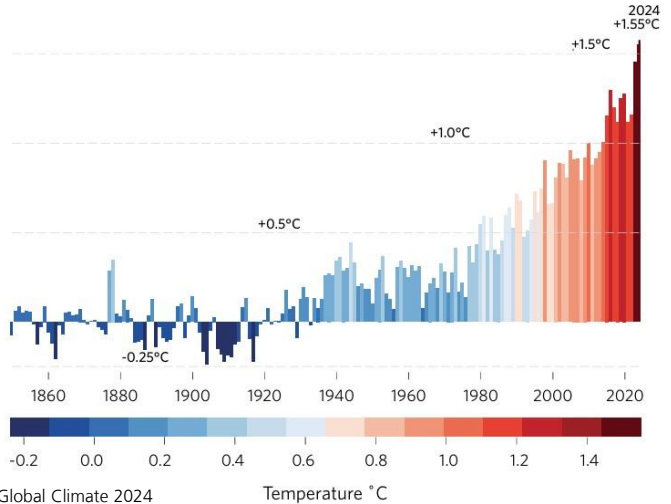 2024
+1.55°C
+1.5°C
+1.0°C
+0.5°C
-0.25°C
1860 1880 1900 1920 1940 1960 1980 2000 2020
-0.2 0.0 0.2 0.4 0.6 0.8 1.0 1.2 1.4
Global Climate 2024 Temperature °C